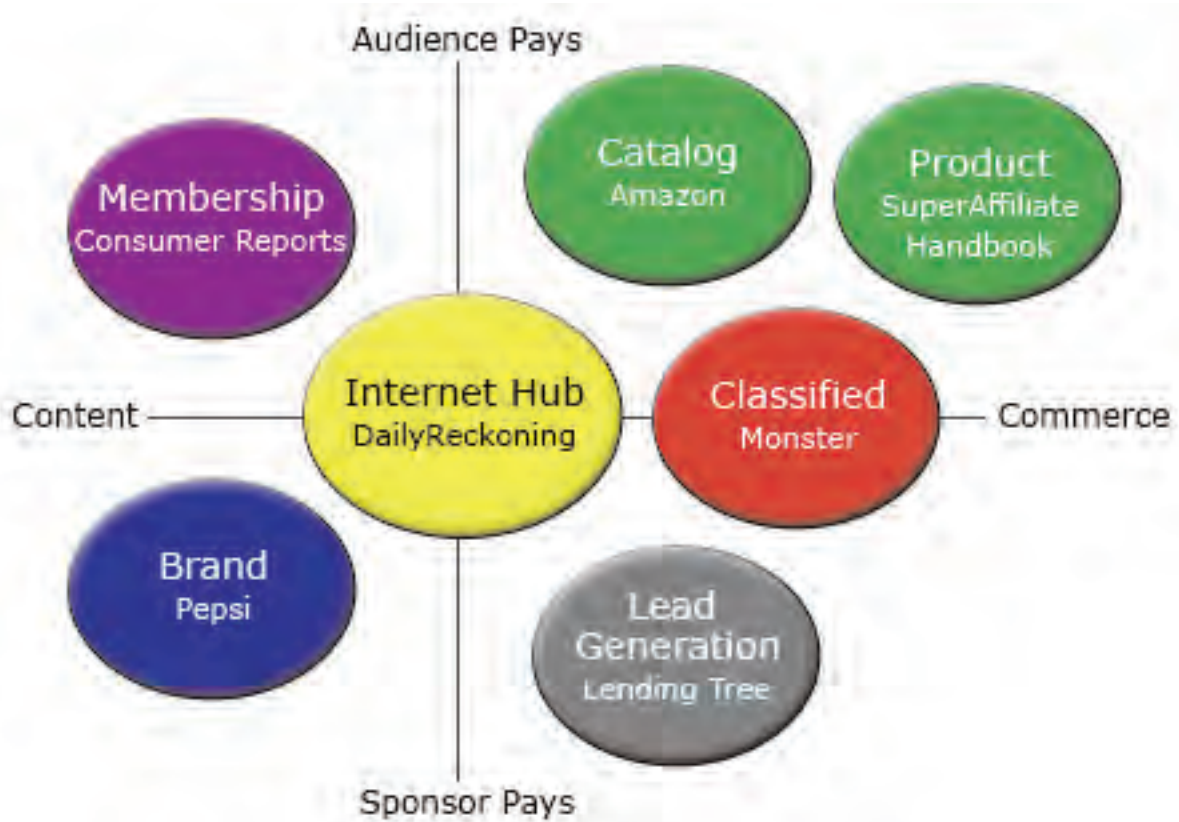 Audience Pays
Catalog
Amazon
Product
SuperAffiliate
Handbook
Membership
Consumer Reports
Internet Hub
DailyReckoning
Classified
Monster
Content
Commerce
Brand
Pepsi
Lead
Generation
Lending Tree
Sponsor Pays